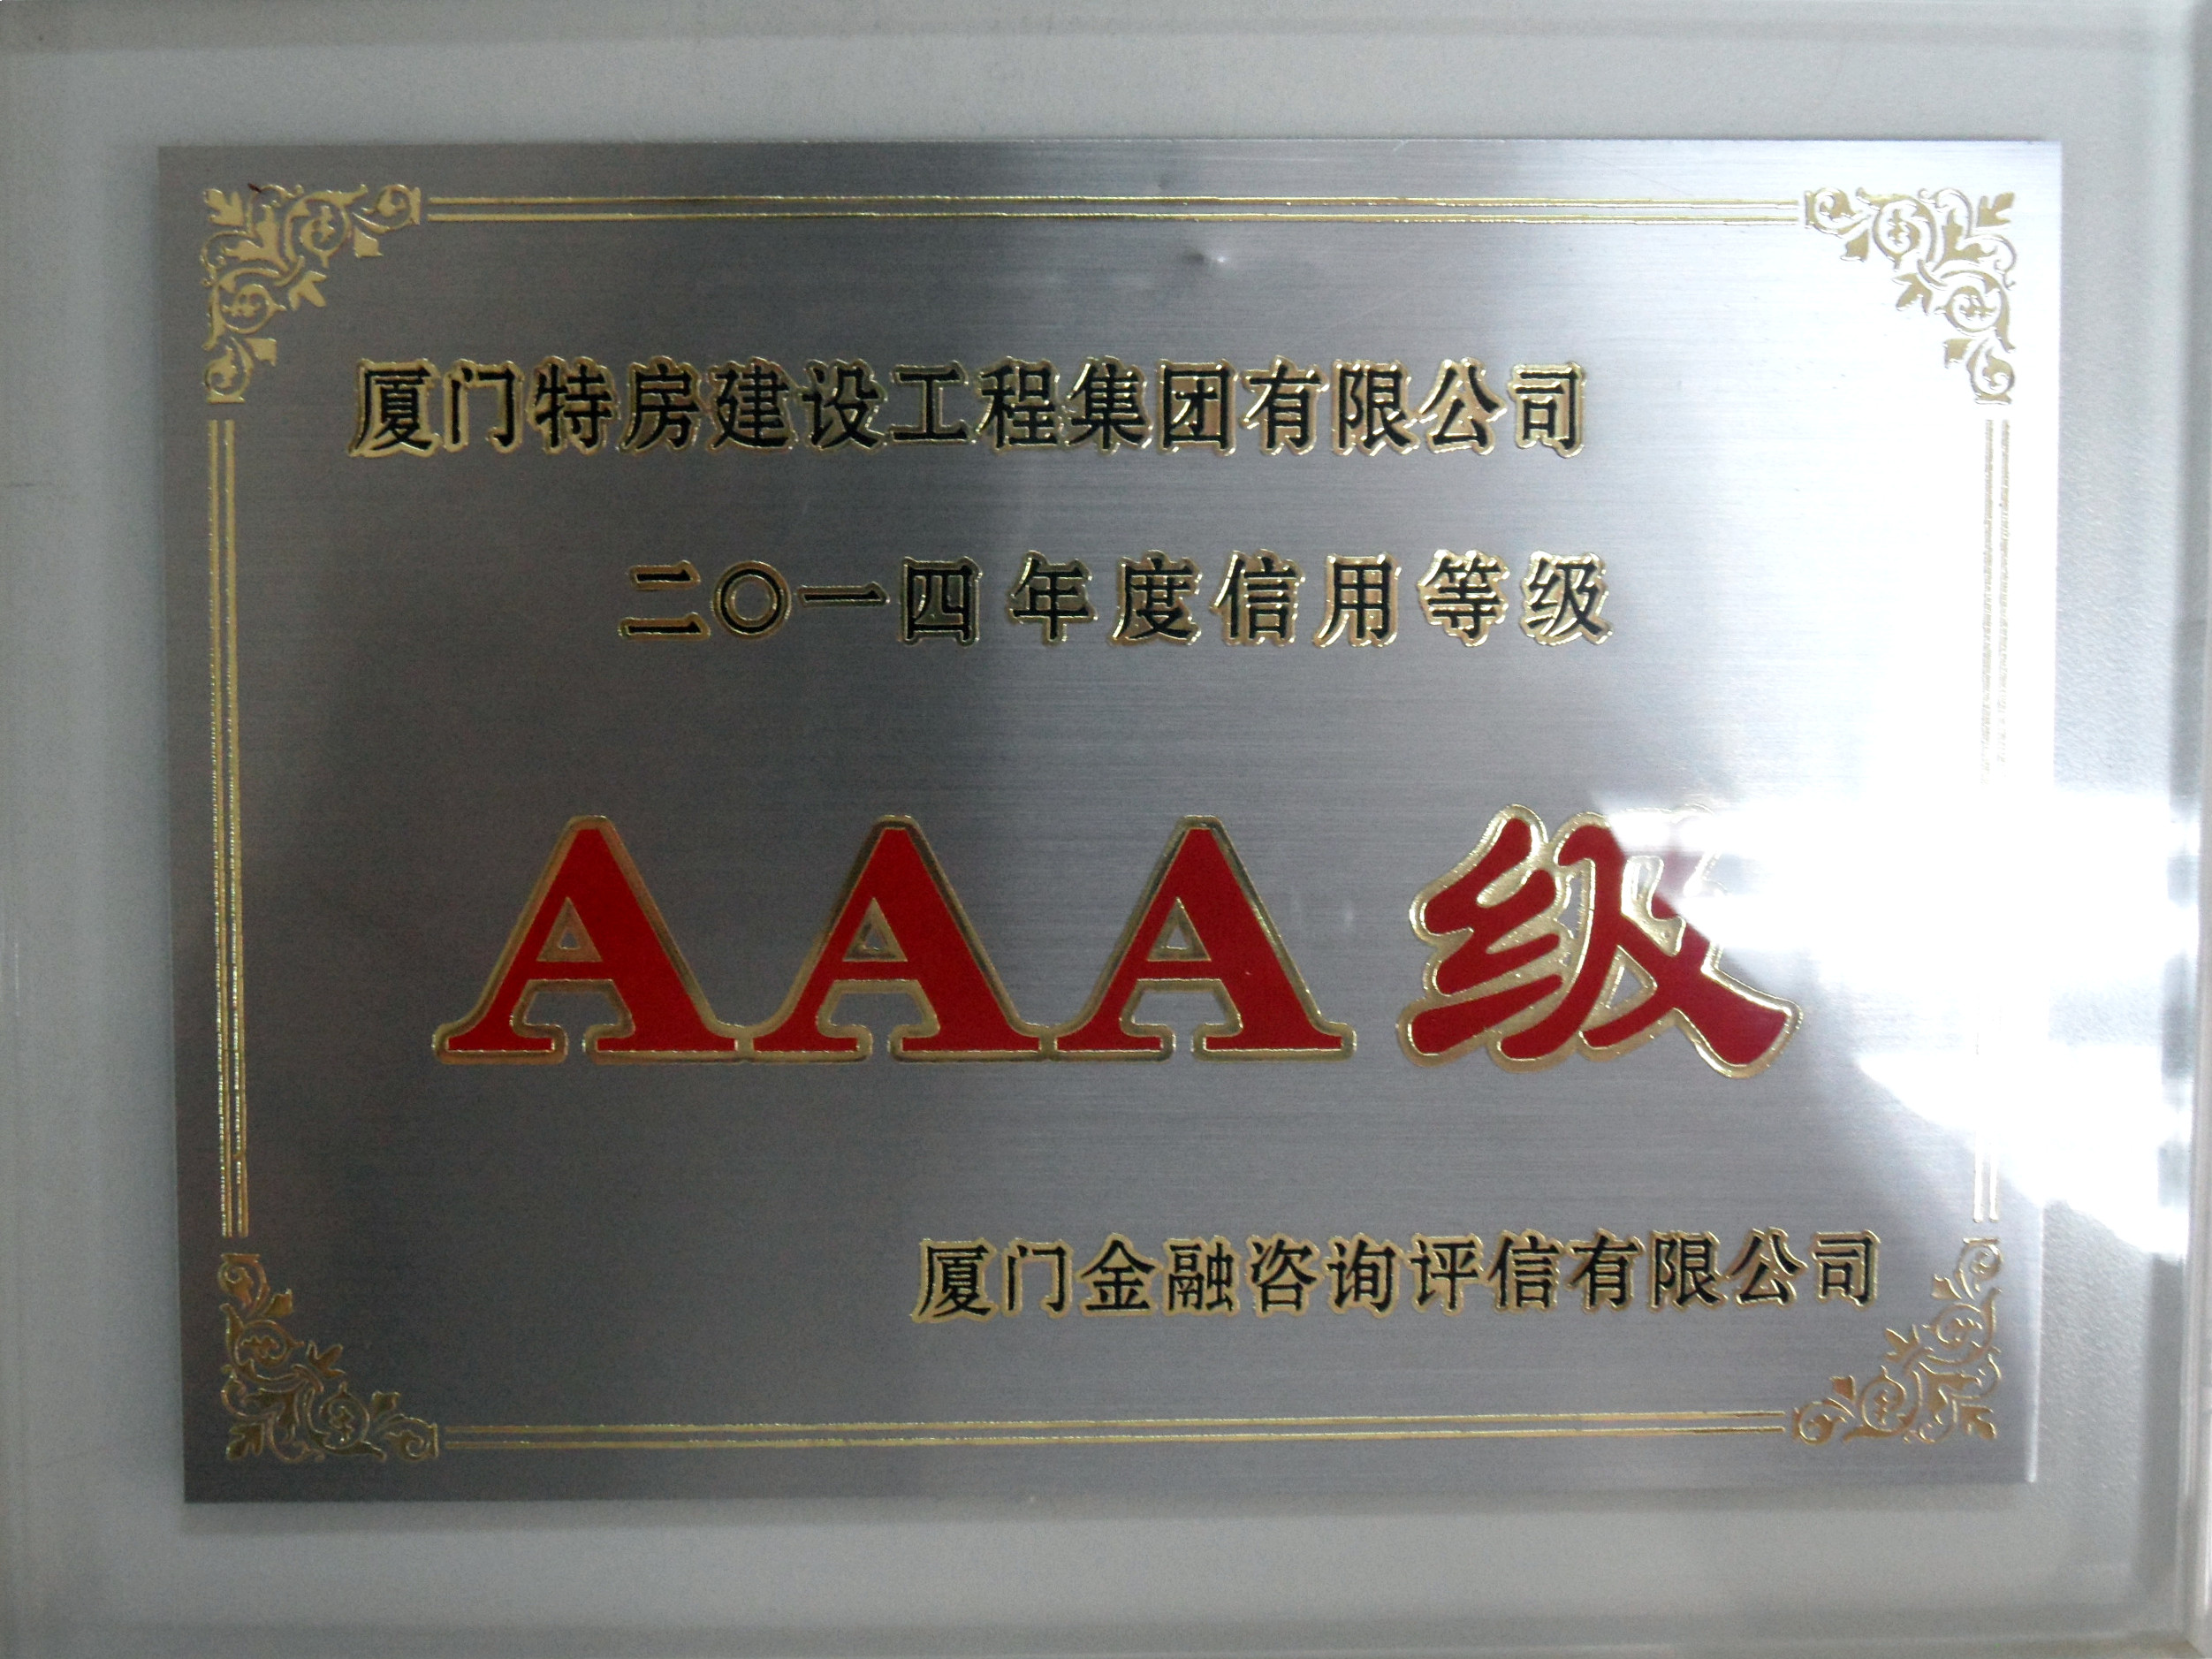 厦门特房建设工程集团有限公司
二〇一四年度信用等级
AAA级
厦门金融咨询评信有限公司